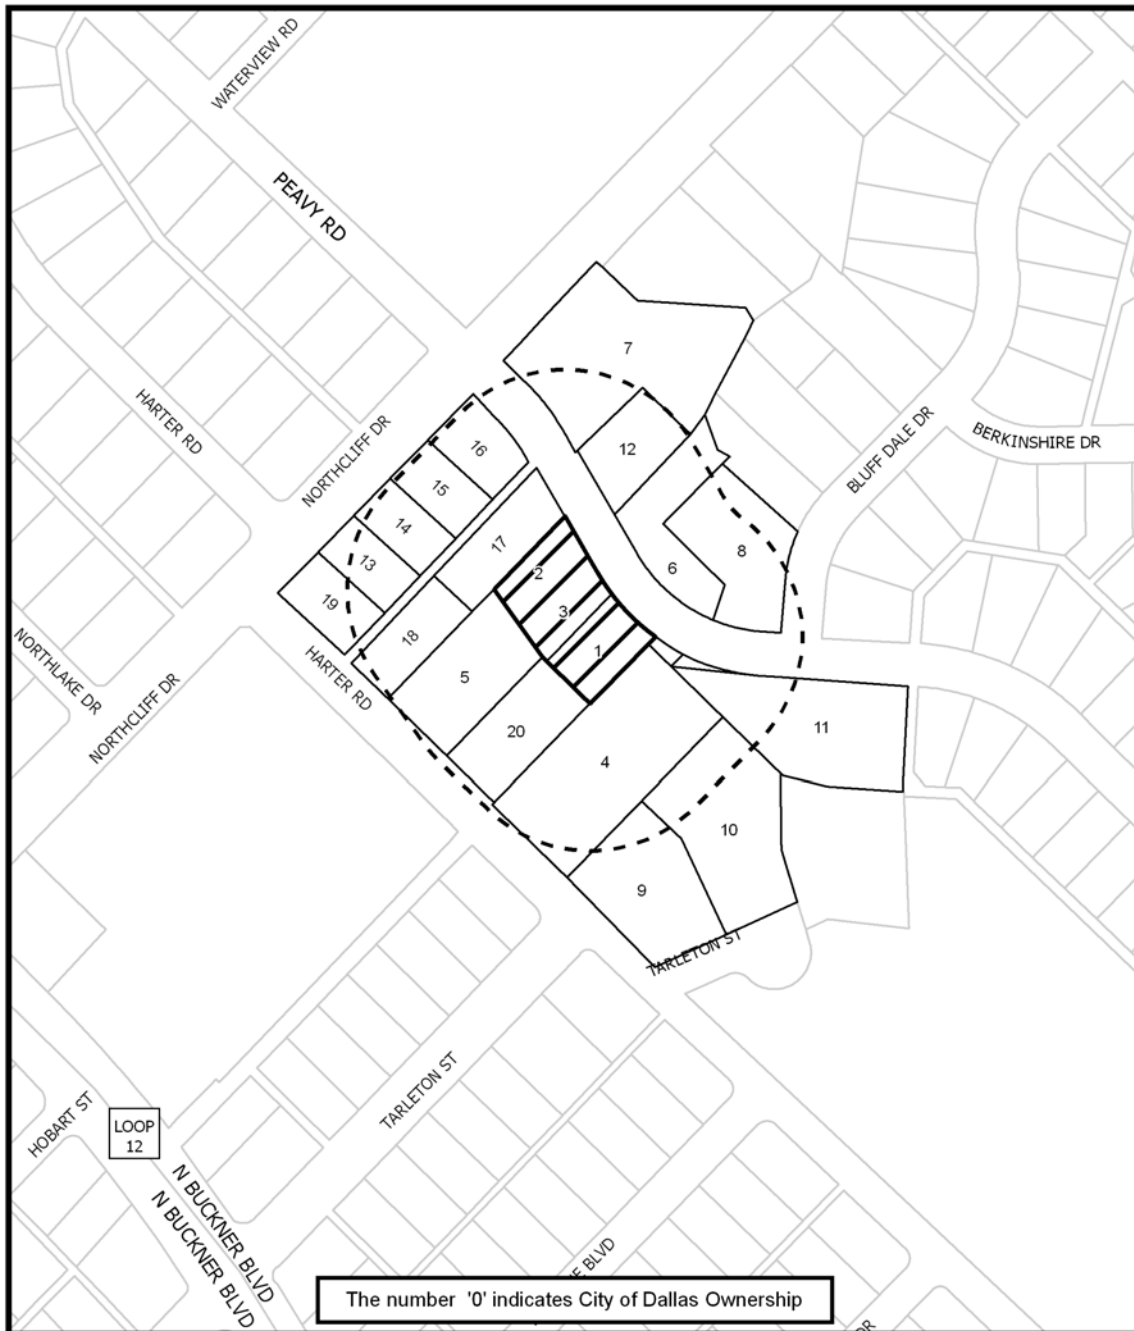 WATERVIEW RD
PEAVY RD
HARTER RD
NORTHCLIFF DR
BERKINSHIRE DR
BLUFF DALE DR
7
16
12
15
14
17
13
2
8
6
19
3
18
1
5
HARTER RD
NORTHLAKE DR
NORTHCLIFF DR
20
11
4
10
9
TARLETON ST
TARLETON ST
HOBART ST
LOOP
12
N BUCKNER BLVD
N BUCKNER BLVD
BLVD
The number '0' indicates City of Dallas Ownership
DR